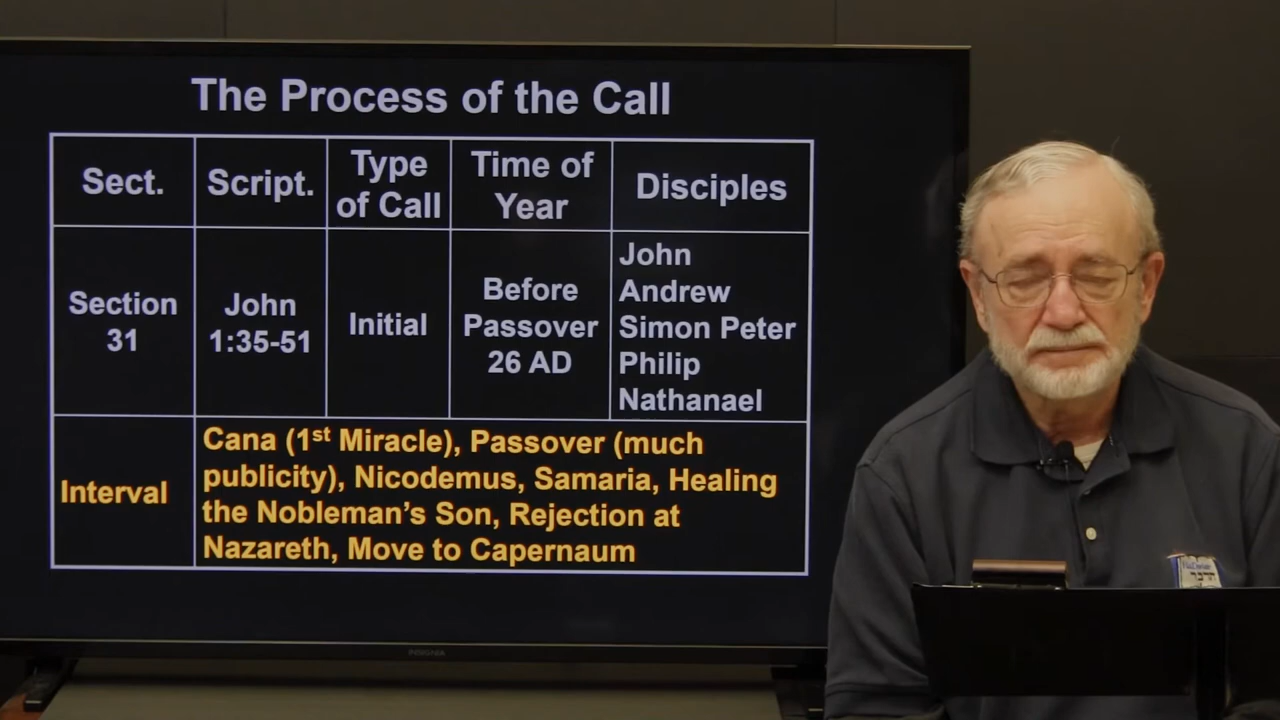 The Process of the Call
Sect.
Script.
Type
of Call
Time of
Year
Disciples
Section
31
John
1:35-51
Initial
Before
Passover
26 AD
John
Andrew
Simon Peter
Philip
Nathanael
Interval
Cana (1st Miracle), Passover (much
publicity), Nicodemus, Samaria, Healing
the Nobleman's Son, Rejection at
Nazareth, Move to Capernaum
INSIGNIA
הדבר